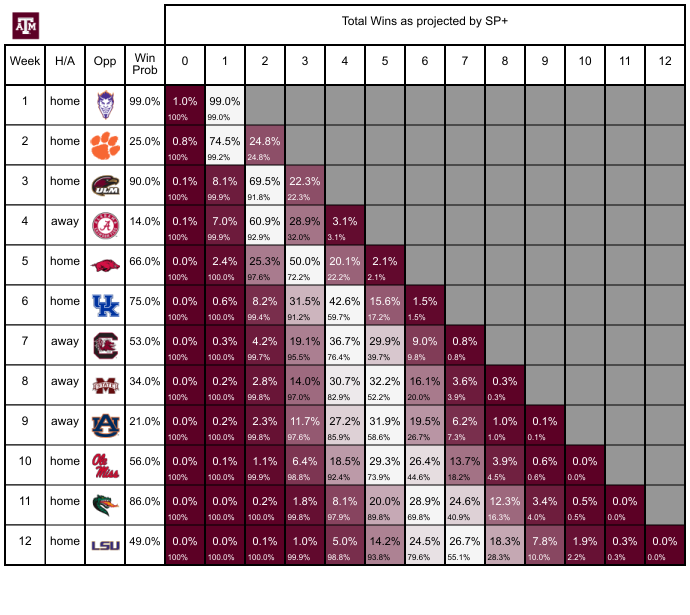 ATM
Total Wins as projected by SP+
Week H/A Opp Win Prob 0 1 2 3 4 5 6 7 8 9 10 11 12
1 home 99.0% 1.0% 99.0%
100% 99.0%
2 home 25.0% 0.8% 74.5% 24.8%
100% 99.2% 24.8%
3 home ULM 90.0% 0.1% 8.1% 69.5% 22.3%
100% 99.9% 91.8% 22.3%
4 away A 14.0% 0.1% 7.0% 60.9% 28.9% 3.1%
100% 99.9% 92.9% 32.0% 3.1%
5 home 66.0% 0.0% 2.4% 25.3% 50.0% 20.1% 2.1%
100% 100.0% 97.6% 72.2% 22.2% 2.1%
6 home UK 75.0% 0.0% 0.6% 8.2% 31.5% 42.6% 15.6% 1.5%
100% 100.0% 99.4% 91.2% 59.7% 17.2% 1.5%
7 away C 53.0% 0.0% 0.3% 4.2% 19.1% 36.7% 29.9% 9.0% 0.8%
100% 100.0% 99.7% 95.5% 76.4% 39.7% 9.8% 0.8%
8 away M STATE 34.0% 0.0% 0.2% 2.8% 14.0% 30.7% 32.2% 16.1% 3.6% 0.3%
100% 100.0% 99.8% 97.0% 82.9% 52.2% 20.0% 3.9% 0.3%
9 away AU 21.0% 0.0% 0.2% 2.3% 11.7% 27.2% 31.9% 19.5% 6.2% 1.0% 0.1%
100% 100.0% 99.8% 97.6% 85.9% 58.6% 26.7% 7.3% 1.0% 0.1%
10 home Ole Miss 56.0% 0.0% 0.1% 1.1% 6.4% 18.5% 29.3% 26.4% 13.7% 3.9% 0.6% 0.0%
100% 100.0% 99.9% 98.8% 92.4% 73.9% 44.6% 18.2% 4.5% 0.6% 0.0%
11 home 86.0% 0.0% 0.0% 0.2% 1.8% 8.1% 20.0% 28.9% 24.6% 12.3% 3.4% 0.5% 0.0%
100% 100.0% 100.0% 99.8% 97.9% 89.8% 69.8% 40.9% 16.3% 4.0% 0.5% 0.0%
12 home LSU 49.0% 0.0% 0.0% 0.1% 1.0% 5.0% 14.2% 24.5% 26.7% 18.3% 7.8% 1.9% 0.3% 0.0%
100% 100.0% 100.0% 99.9% 98.8% 93.8% 79.6% 55.1% 28.3% 10.0% 2.2% 0.3% 0.0%